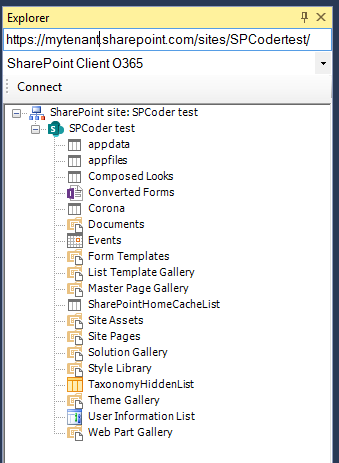 Explorer
https://mytenant.sharepoint.com/sites/SPCodertest/
SharePoint Client O365
Connect
SharePoint site: SPCoder test
SPCoder test
appdata
appfiles
Composed Looks
Converted Forms
Corona
Documents
Events
Form Templates
List Template Gallery
Master Page Gallery
SharePointHomeCacheList
Site Assets
Site Pages
Solution Gallery
Style Library
TaxonomyHiddenList
Theme Gallery
User Information List
Web Part Gallery